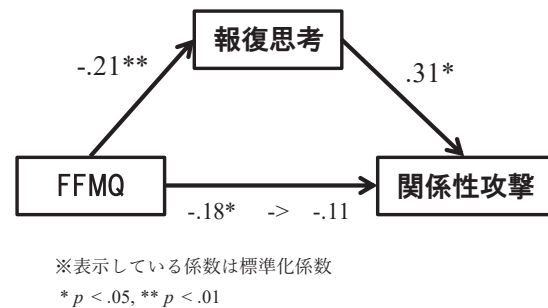 報復思考
-.21**
.31*
FFMQ
関係性攻撃
-.18* -> -.11
※表示している係数は標準化係数
* p < .05, ** p < .01